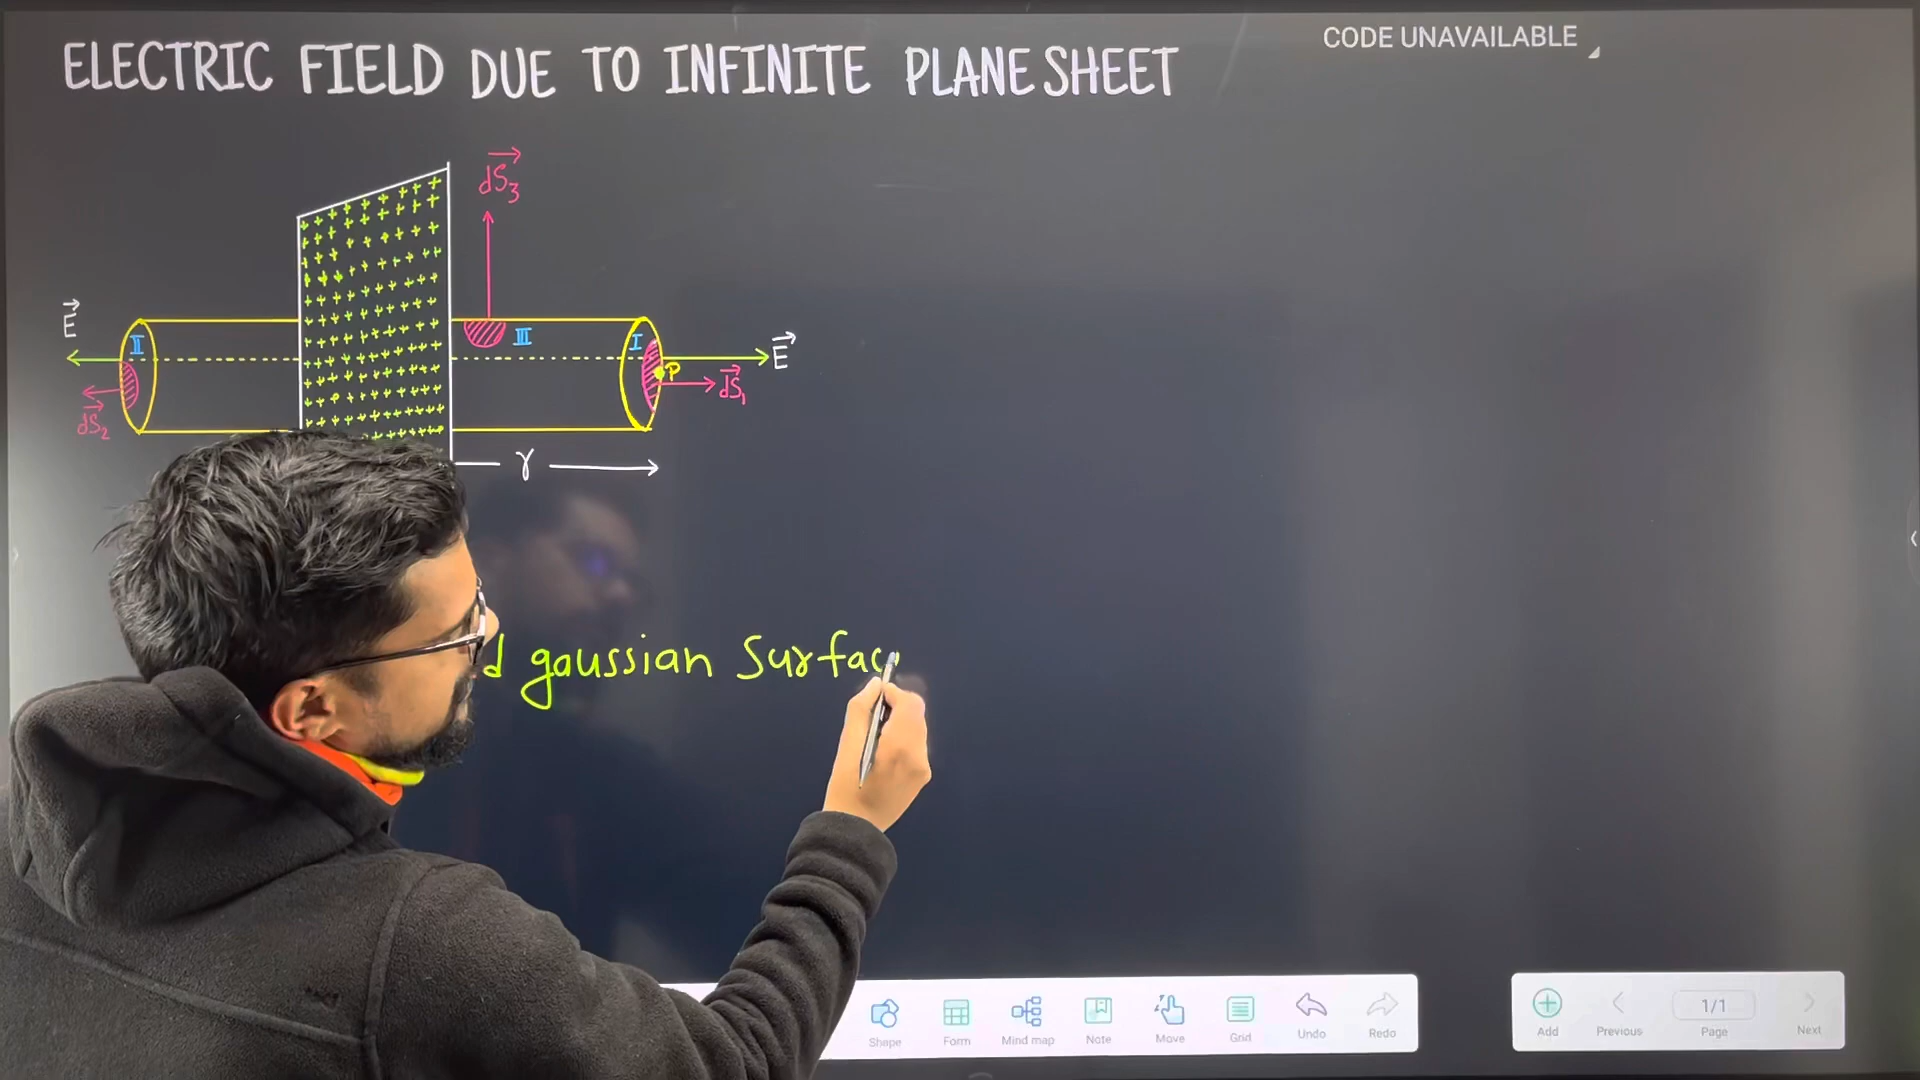 ELECTRIC FIELD DUE TO INFINITE PLANE SHEET
CODE UNAVAILABLE
dS3
E
II
III
I
P
E
dS1
dS2
r
gaussian Surfac
Shape
Form
Mind map
Note
Move
Grid
Undo
Redo
Add
Previous
1/1
Page
Next